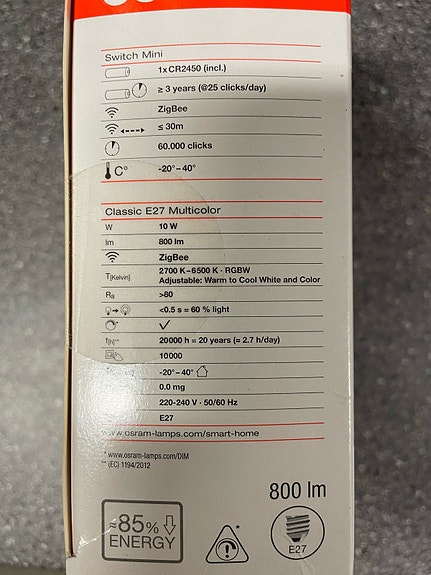 Switch Mini
1xCR2450 (incl.)
≥ 3 years (@25 clicks/day)
ZigBee
≤ 30m
60.000 clicks
C° -20°– 40°
Classic E27 Multicolor
W 10 W
lm 800 lm
ZigBee
T[Kelvin] 2700 K–6500 K · RGBW
Adjustable: Warm to Cool White and Color
Ra >80
<0.5 s = 60 % light
t[h]** 20000 h = 20 years (≈ 2.7 h/day)
10000
-20°– 40°
0.0 mg
220-240 V · 50/60 Hz
E27
www.osram-lamps.com/smart-home
* www.osram-lamps.com/DIM
** (EC) 1194/2012
800 lm
≈85%
ENERGY
*
E27